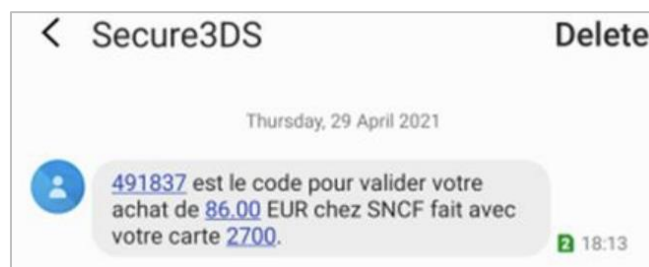 Secure3DS Delete
Thursday, 29 April 2021
491837 est le code pour valider votre
achat de 86.00 EUR chez SNCF fait avec
votre carte 2700.
2 18:13